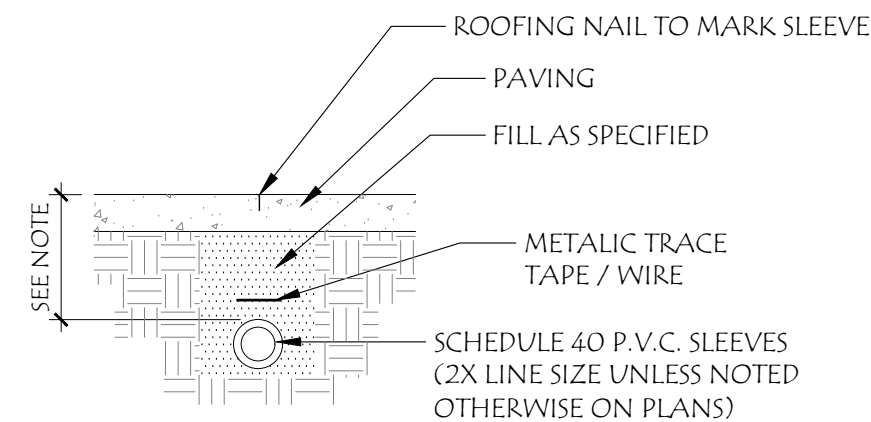 ROOFING NAIL TO MARK SLEEVE
PAVING
FILL AS SPECIFIED
SEE NOTE
METALIC TRACE
TAPE / WIRE
SCHEDULE 40 P.V.C. SLEEVES
(2X LINE SIZE UNLESS NOTED
OTHERWISE ON PLANS)